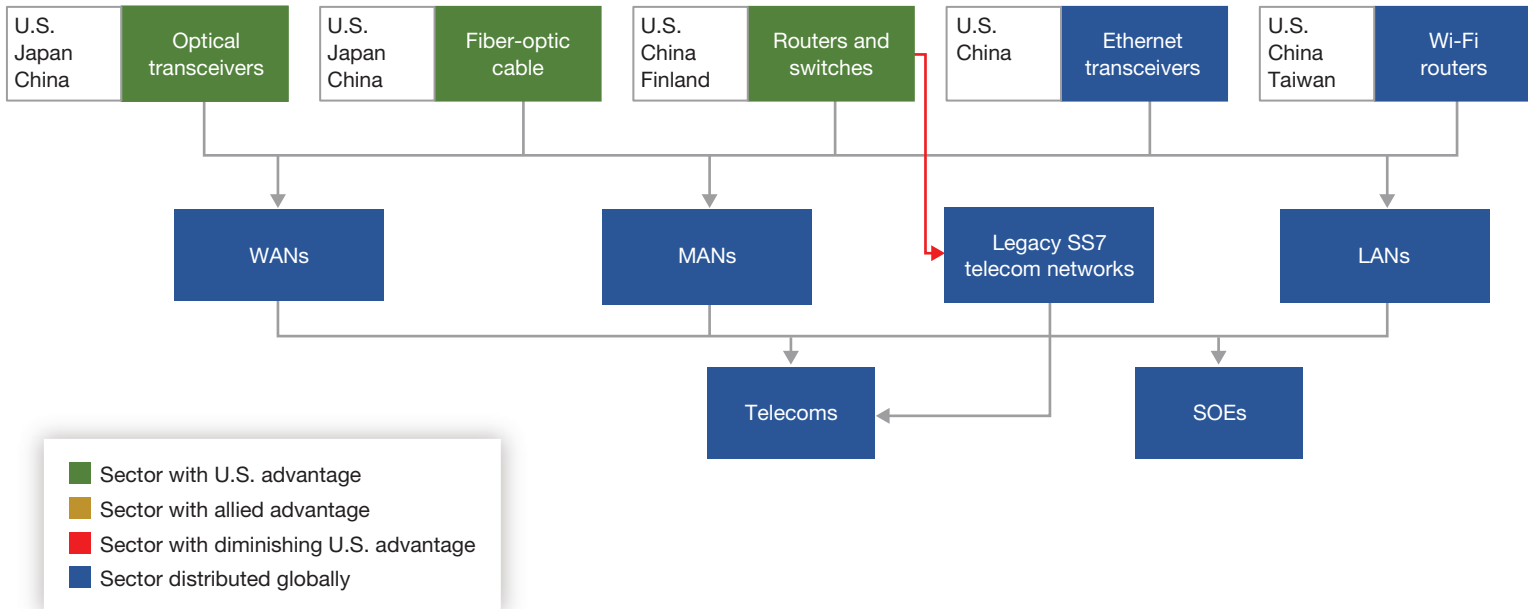 U.S.
Japan
China
Optical
transceivers
U.S.
Japan
China
Fiber-optic
cable
U.S.
China
Finland
Routers and
switches
U.S.
China
Ethernet
transceivers
U.S.
China
Taiwan
Wi-Fi
routers
WANs
MANs
Legacy SS7
telecom networks
LANs
Telecoms
SOEs
Sector with U.S. advantage
Sector with allied advantage
Sector with diminishing U.S. advantage
Sector distributed globally